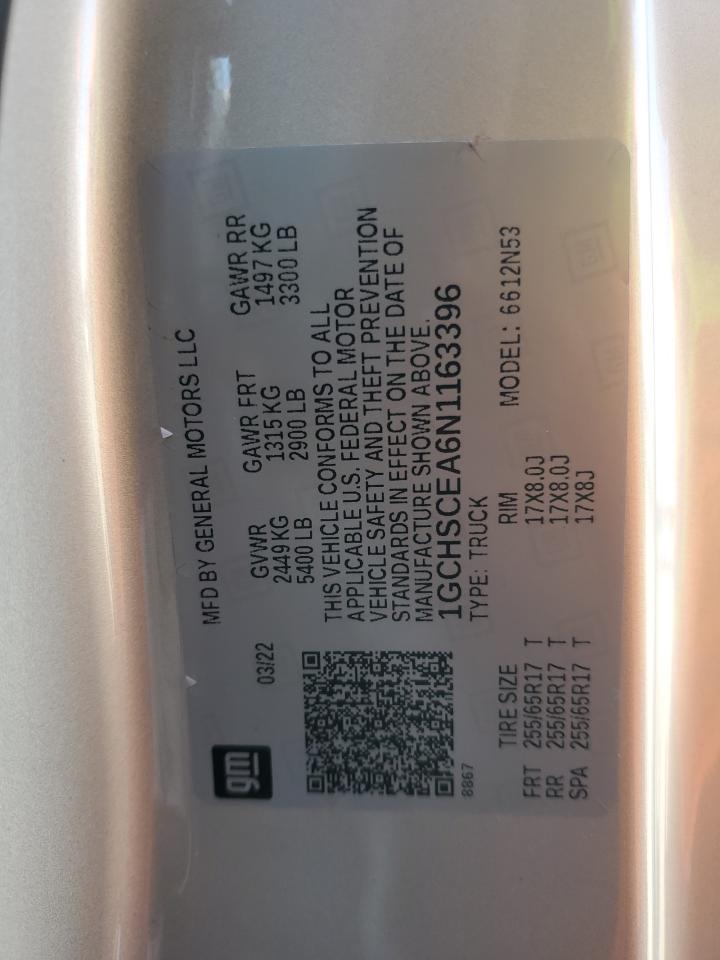 gm
MFD BY GENERAL MOTORS LLC
03/22
GVWR GAWR FRT GAWR RR
2449 KG 1315 KG 1497 KG
5400 LB 2900 LB 3300 LB
THIS VEHICLE CONFORMS TO ALL
APPLICABLE U.S. FEDERAL MOTOR
VEHICLE SAFETY AND THEFT PREVENTION
STANDARDS IN EFFECT ON THE DATE OF
MANUFACTURE SHOWN ABOVE.
1GCHSCEA6N1163396
8867
TYPE: TRUCK
TIRE SIZE RIM MODEL: 6612N53
FRT 255/65R17 T 17X8.0J
RR 255/65R17 T 17X8.0J
SPA 255/65R17 T 17X8J